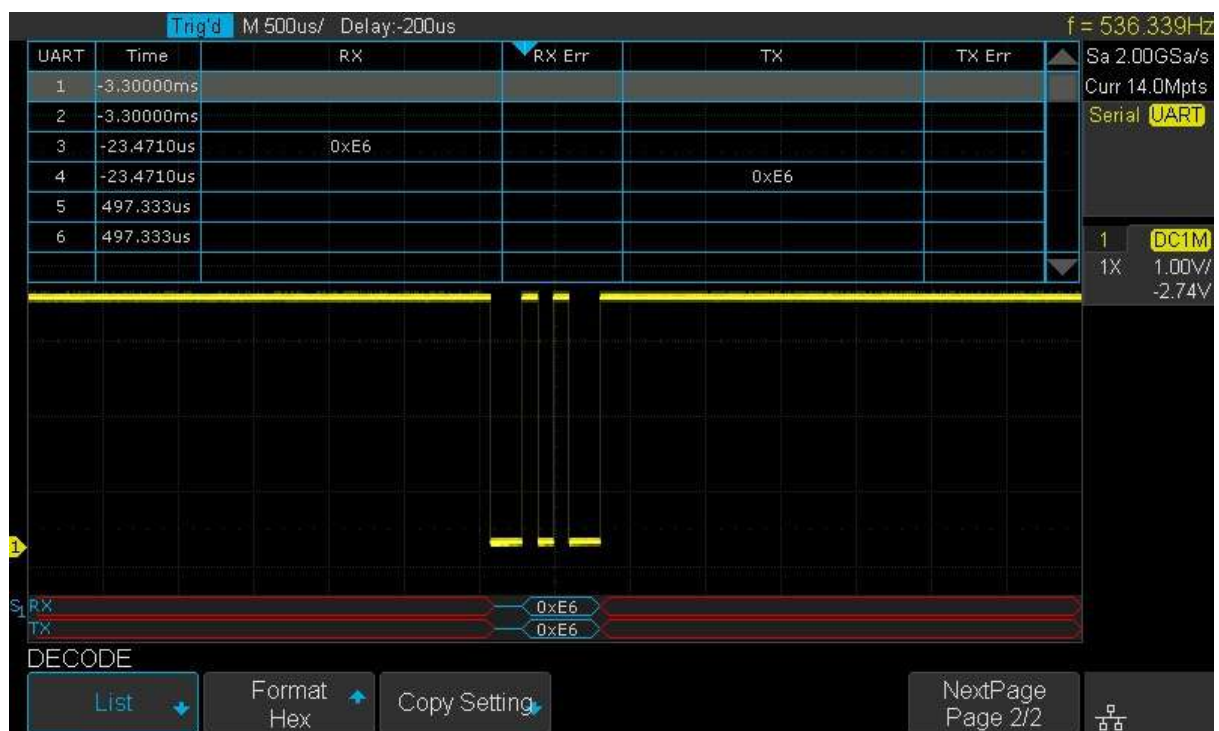 Trig'd M 500us/ Delay:-200us f = 536.339Hz
UART Time RX RX Err TX TX Err Sa 2.00GSa/s
1 -3.30000ms Curr 14.0Mpts
2 -3.30000ms Serial UART
3 -23.4710us 0xE6
4 -23.4710us 0xE6
5 497.333us
6 497.333us
1 DC1M
1X 1.00V/
-2.74V
1
S1 RX 0xE6
TX 0xE6
DECODE
List Format Copy Setting NextPage
Hex Page 2/2